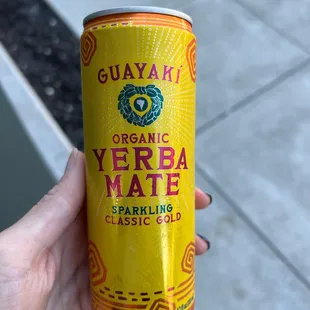 GUAYAKÍ
ORGANIC
YERBA
MATE
SPARKLING
CLASSIC GOLD